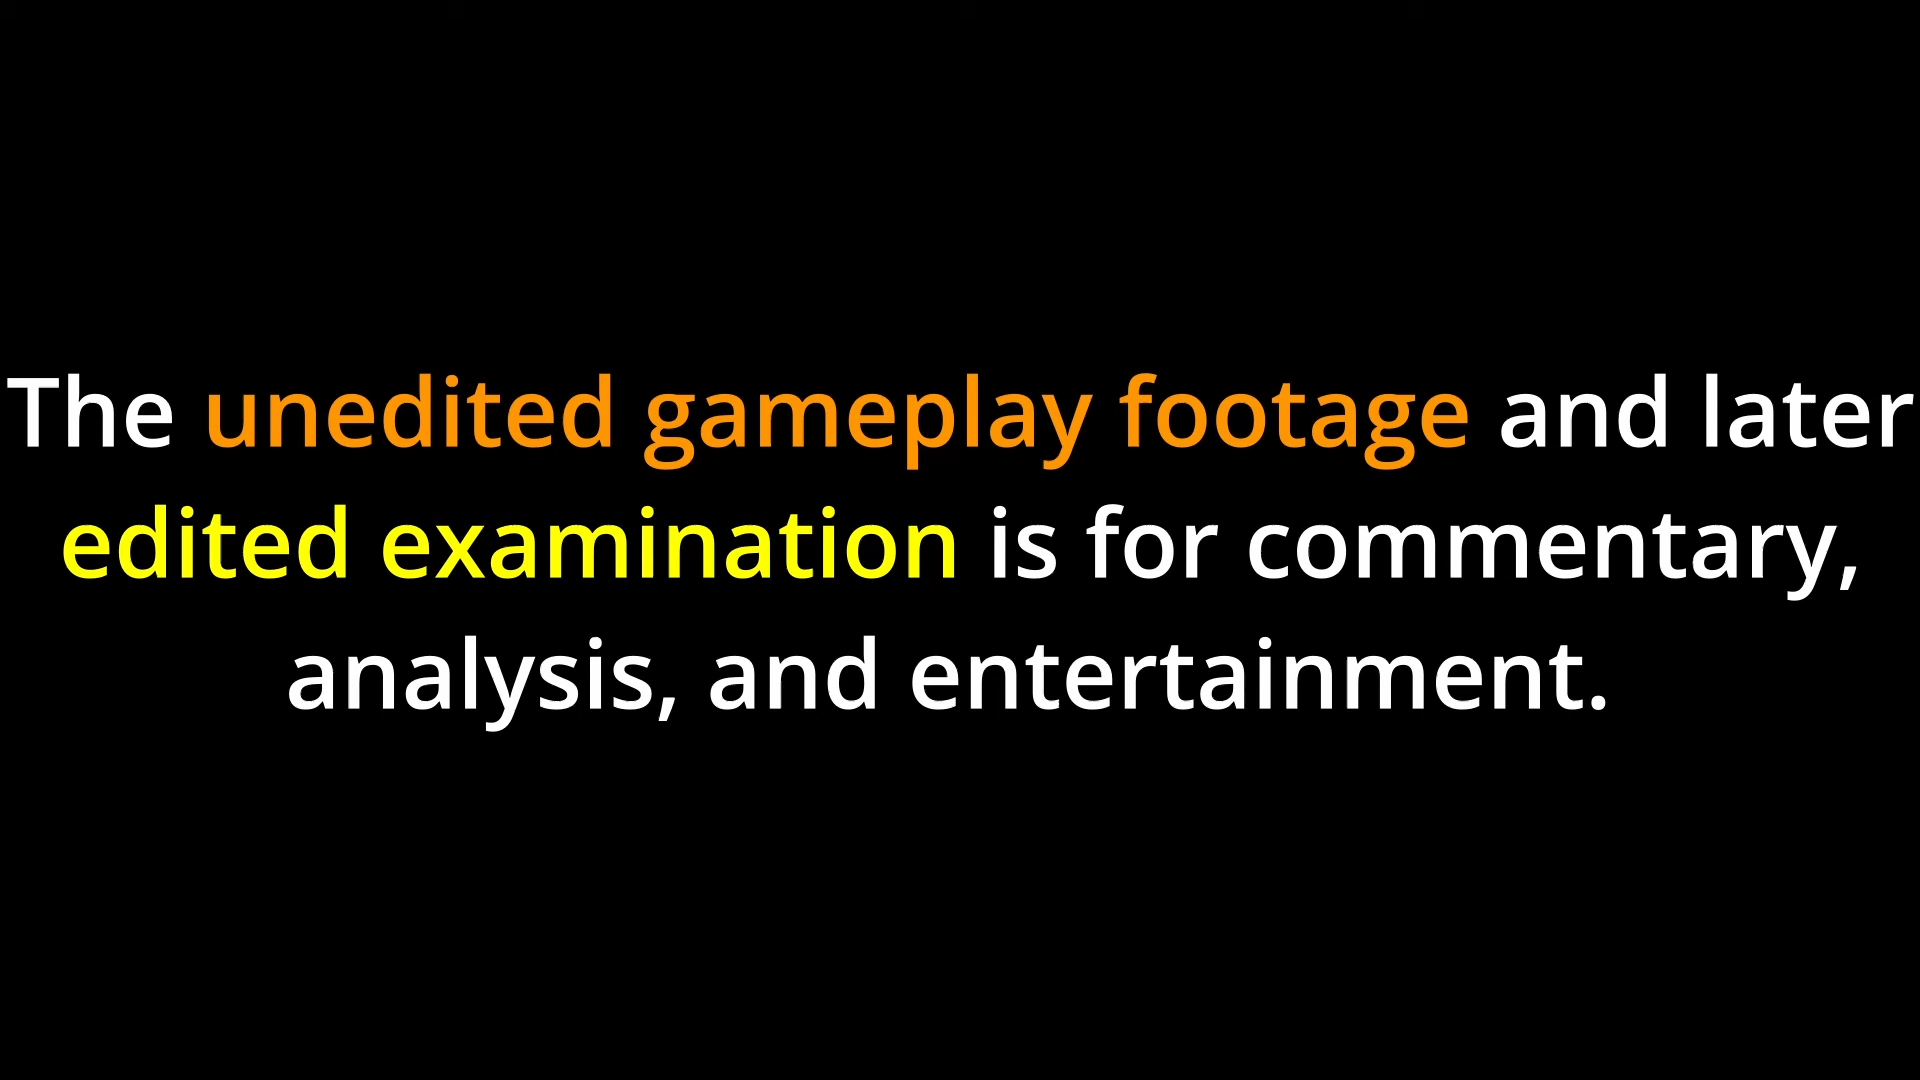 The unedited gameplay footage and later
edited examination is for commentary,
analysis, and entertainment.